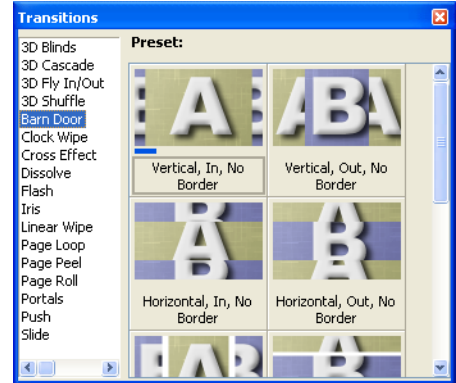 Transitions
3D Blinds
3D Cascade
3D Fly In/Out
3D Shuffle
Barn Door
Clock Wipe
Cross Effect
Dissolve
Flash
Iris
Linear Wipe
Page Loop
Page Peel
Page Roll
Portals
Push
Slide
Preset:
A
ABA
Vertical, In, No
Border
Vertical, Out, No
Border
B
A
B
A
B
A
Horizontal, In, No
Border
Horizontal, Out, No
Border
A
A
B